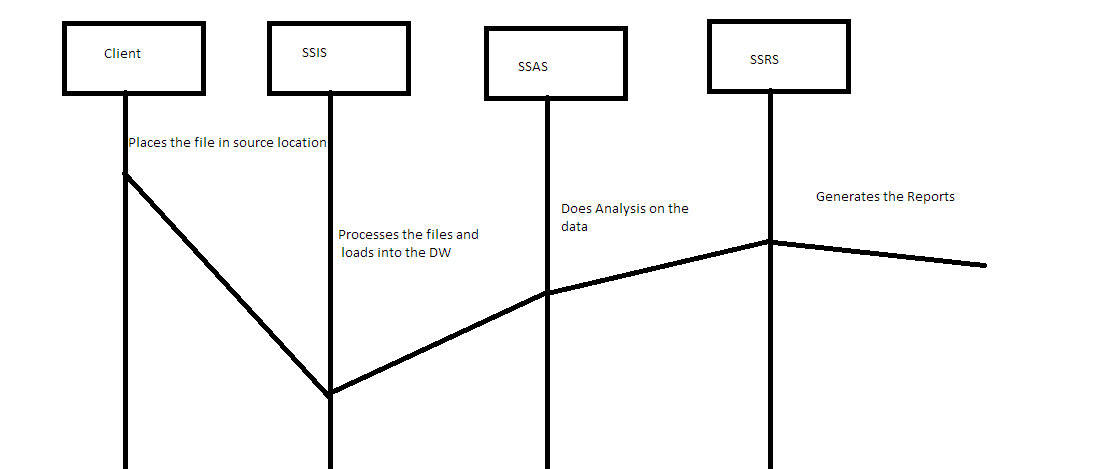 Client
SSIS
SSAS
SSRS
Places the file in source location
Processes the files and
loads into the DW
Does Analysis on the
data
Generates the Reports